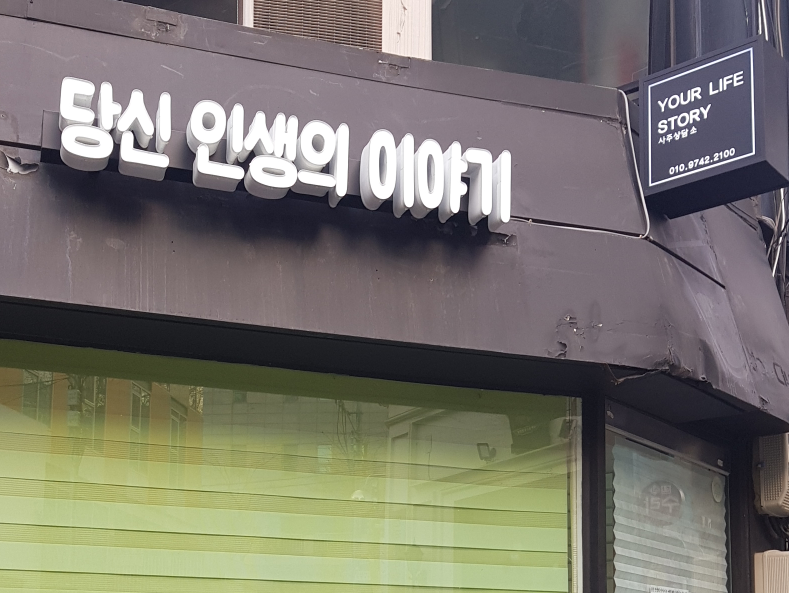 당신 인생의 이야기
YOUR LIFE
STORY
사주상담소
010.9742.2100